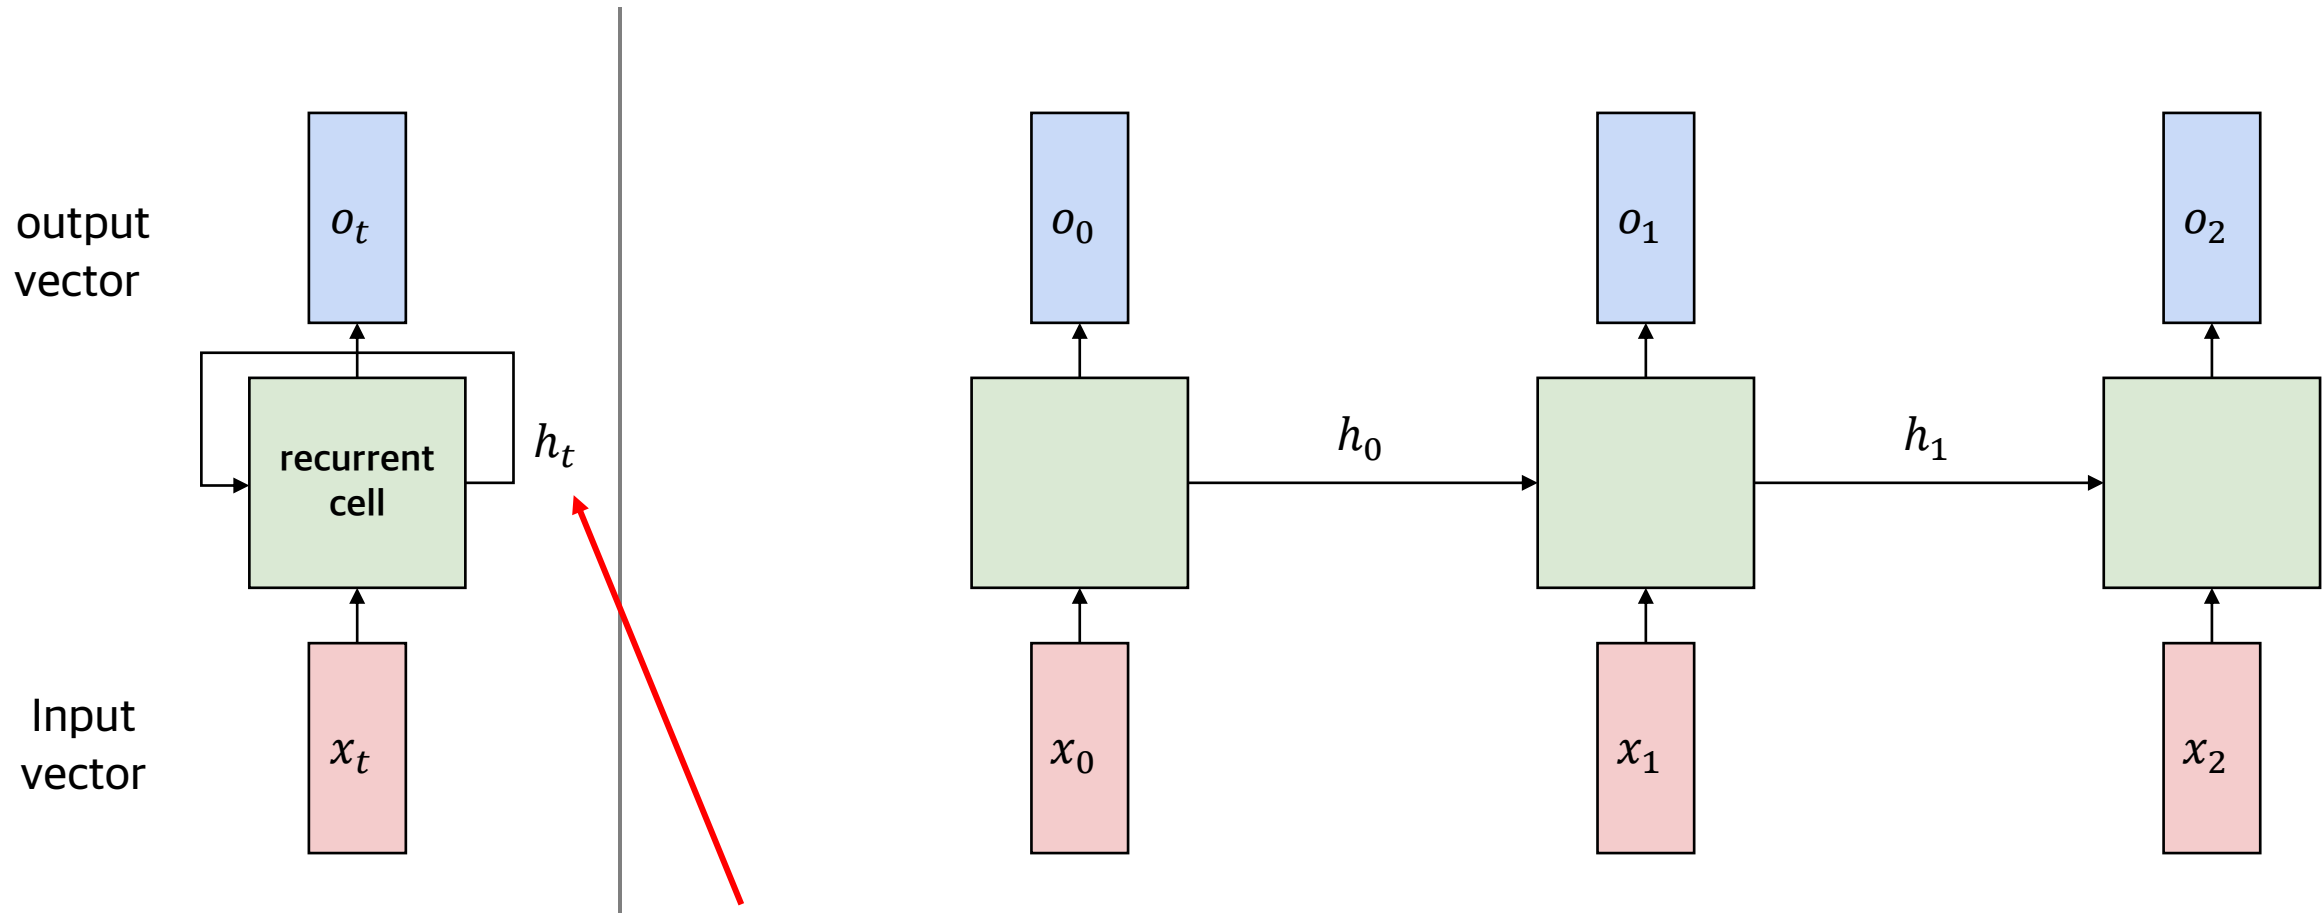 output
vector
o_t
recurrent
cell
h_t
Input
vector
x_t
o_0
o_1
o_2
h_0
h_1
x_0
x_1
x_2